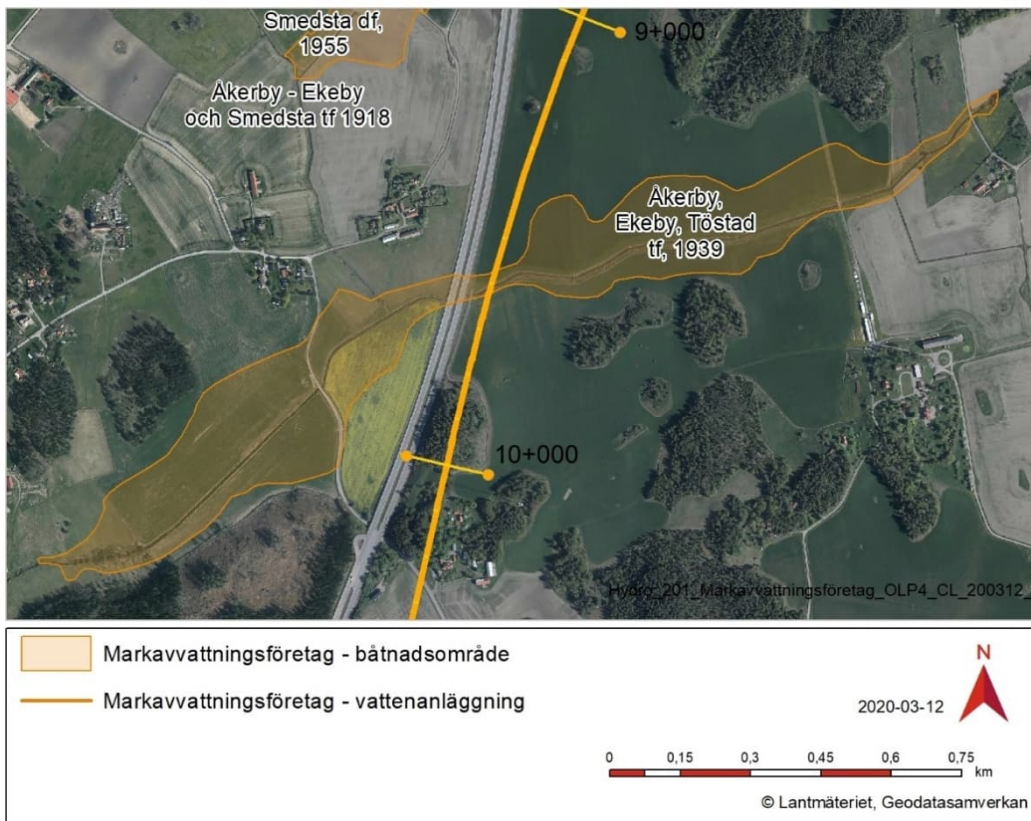 Smedsta df,
1955
9+000
Åkerby - Ekeby
och Smedsta tf 1918
Åkerby,
Ekeby, Töstad
tf, 1939
10+000
Hydro_201_Markavvattningsföretag_OLP4_CL_200312_
Markavvattningsföretag - båtnadsområde
Markavvattningsföretag - vattenanläggning
N
2020-03-12
0 0,15 0,3 0,45 0,6 0,75
km
© Lantmäteriet, Geodatasamverkan